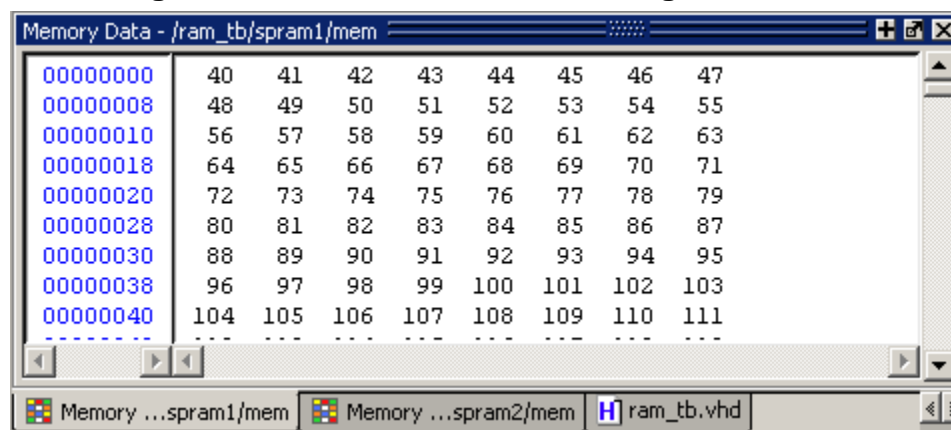 Memory Data - /ram_tb/spram1/mem
00000000 40 41 42 43 44 45 46 47
00000008 48 49 50 51 52 53 54 55
00000010 56 57 58 59 60 61 62 63
00000018 64 65 66 67 68 69 70 71
00000020 72 73 74 75 76 77 78 79
00000028 80 81 82 83 84 85 86 87
00000030 88 89 90 91 92 93 94 95
00000038 96 97 98 99 100 101 102 103
00000040 104 105 106 107 108 109 110 111
Memory ...spram1/mem Memory ...spram2/mem H ram_tb.vhd